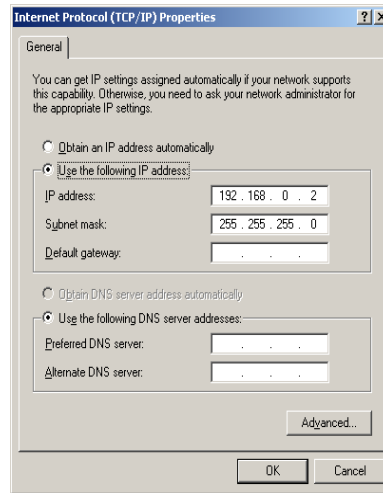 Internet Protocol (TCP/IP) Properties
General
You can get IP settings assigned automatically if your network supports
this capability. Otherwise, you need to ask your network administrator for
the appropriate IP settings.
Obtain an IP address automatically
Use the following IP address:
IP address: 192 . 168 . 0 . 2
Subnet mask: 255 . 255 . 255 . 0
Default gateway: . . .
Obtain DNS server address automatically
Use the following DNS server addresses:
Preferred DNS server: . . .
Alternate DNS server: . . .
Advanced...
OK Cancel